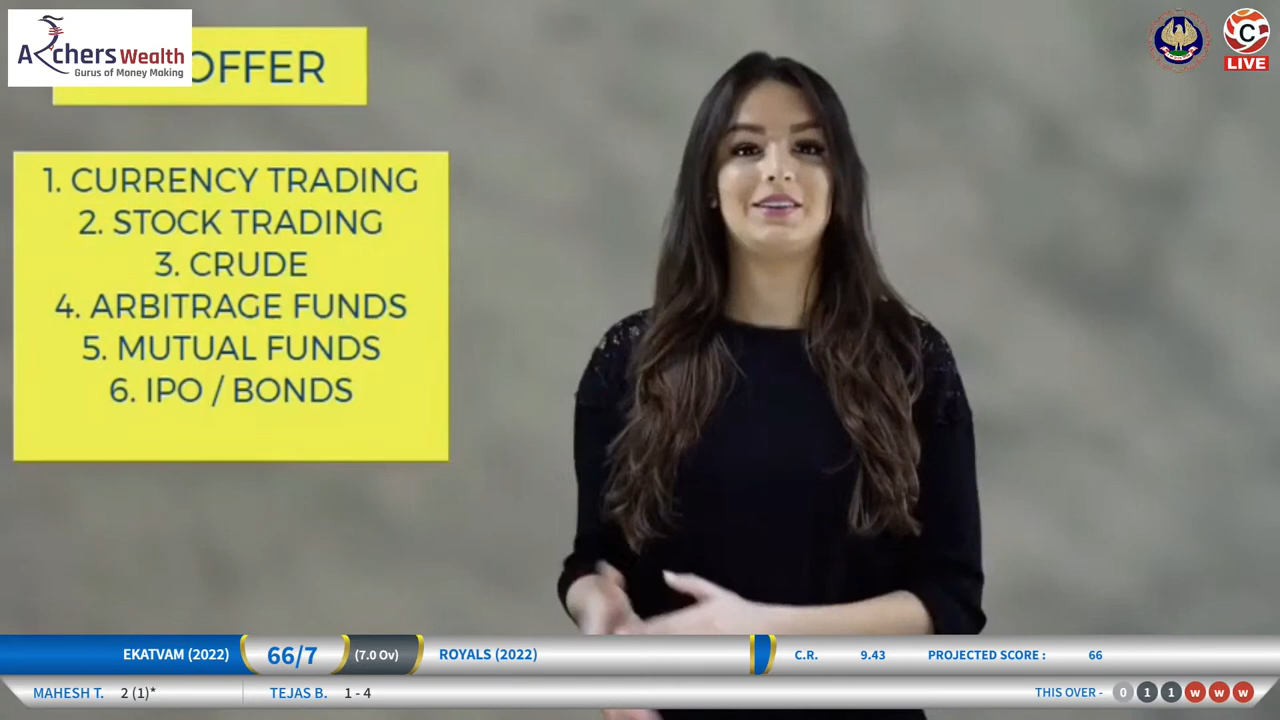 Archers Wealth
Gurus of Money Making
OFFER
1. CURRENCY TRADING
2. STOCK TRADING
3. CRUDE
4. ARBITRAGE FUNDS
5. MUTUAL FUNDS
6. IPO / BONDS
C
LIVE
EKATVAM (2022) 66/7 (7.0 Ov) ROYALS (2022) C.R. 9.43 PROJECTED SCORE : 66
MAHESH T. 2 (1)* TEJAS B. 1 - 4 THIS OVER - 0 1 1 W W W